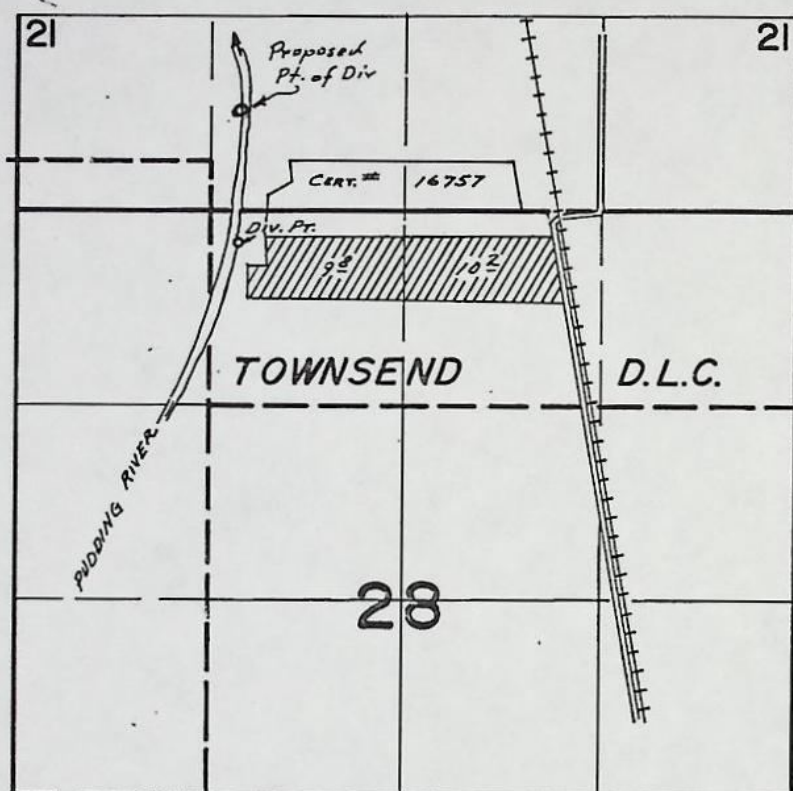 21
21
Proposed
Pt. of Div
CERT. # 16757
DIV. PT.
9 8
10 2
TOWNSEND D.L.C.
PUDDING RIVER
28